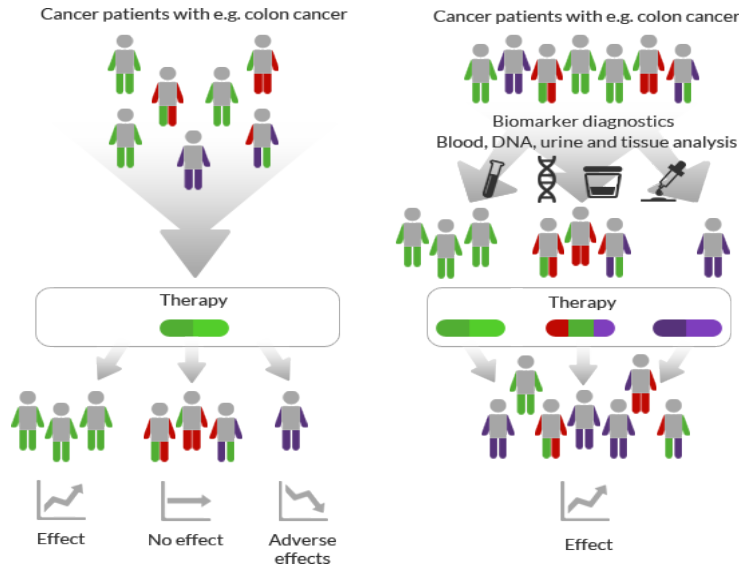 Cancer patients with e.g. colon cancer
Therapy
Effect
No effect
Adverse
effects
Cancer patients with e.g. colon cancer
Biomarker diagnostics
Blood, DNA, urine and tissue analysis
Therapy
Effect